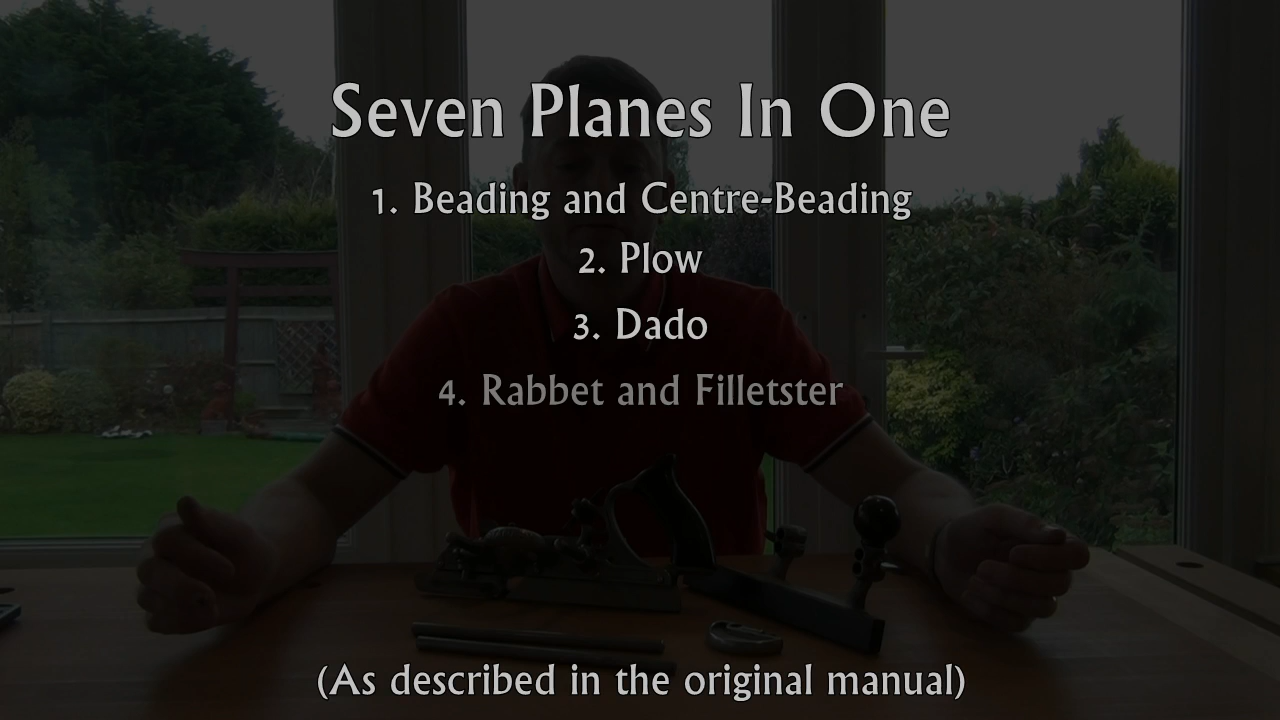 Seven Planes In One
1. Beading and Centre-Beading
2. Plow
3. Dado
4. Rabbet and Filletster
(As described in the original manual)